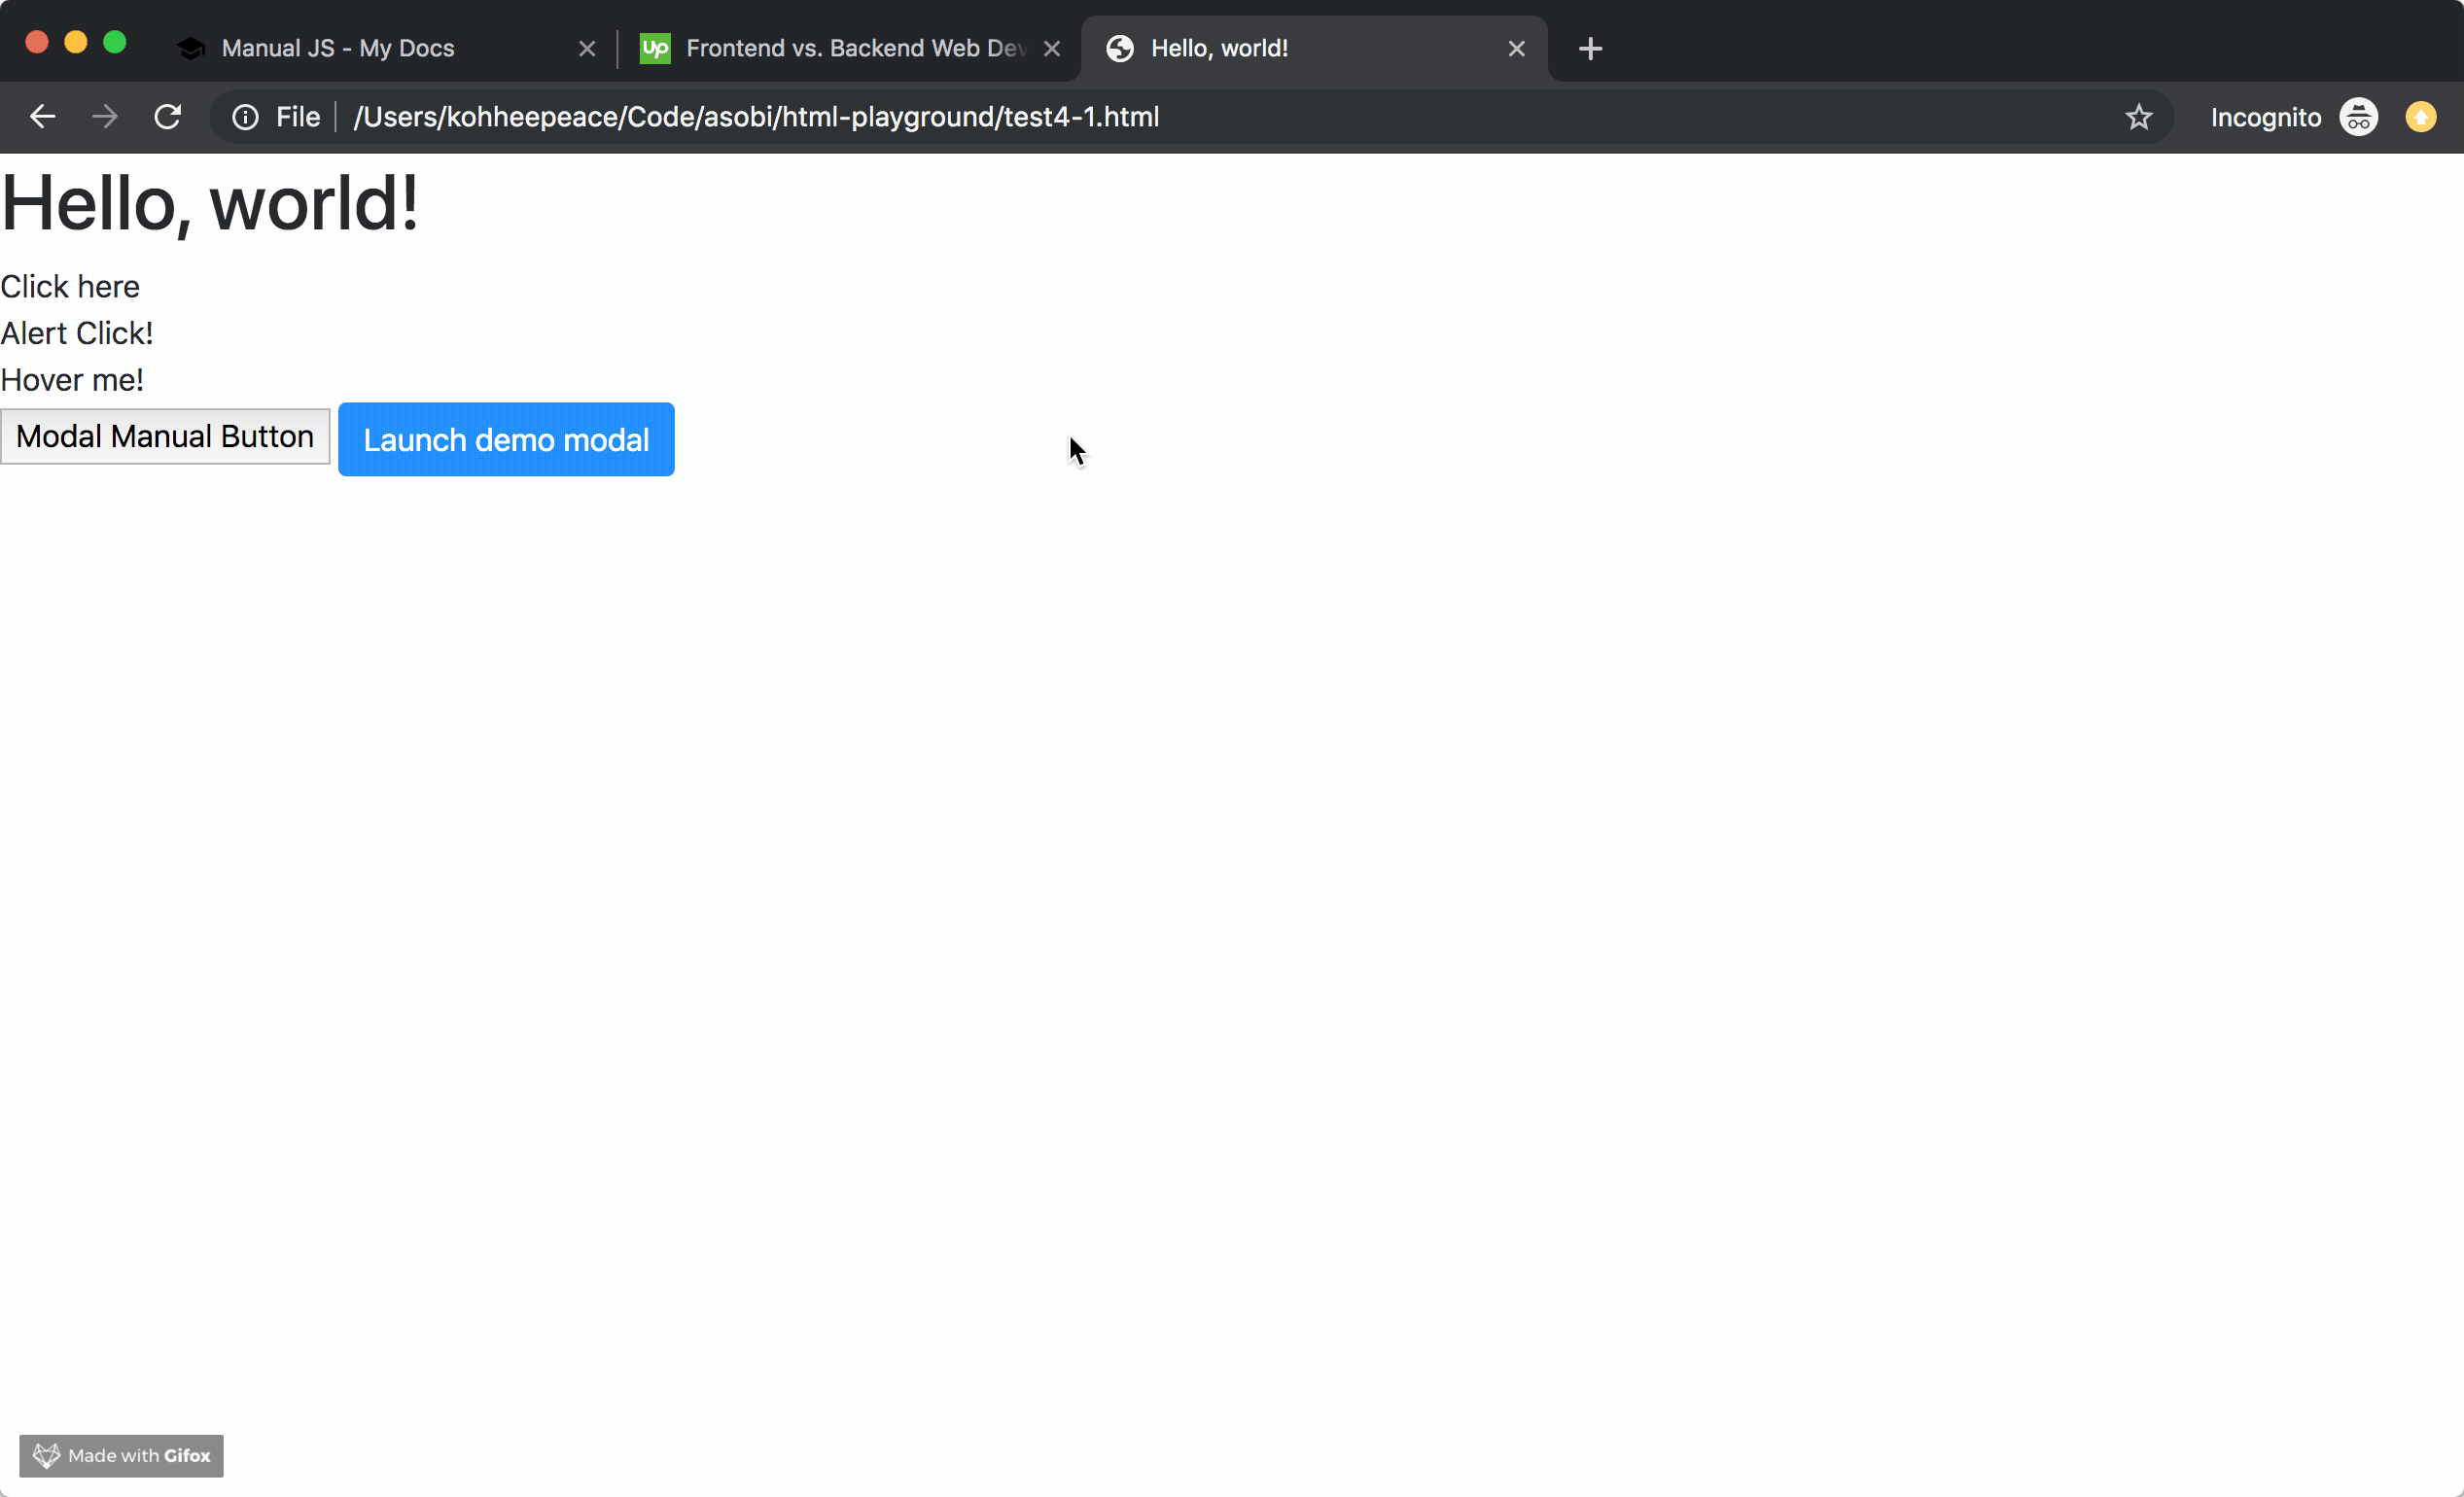 Manual JS - My Docs
Up Frontend vs. Backend Web Dev
Hello, world!
File /Users/kohheepeace/Code/asobi/html-playground/test4-1.html
Incognito
Hello, world!
Click here
Alert Click!
Hover me!
Modal Manual Button Launch demo modal
Made with Gifox